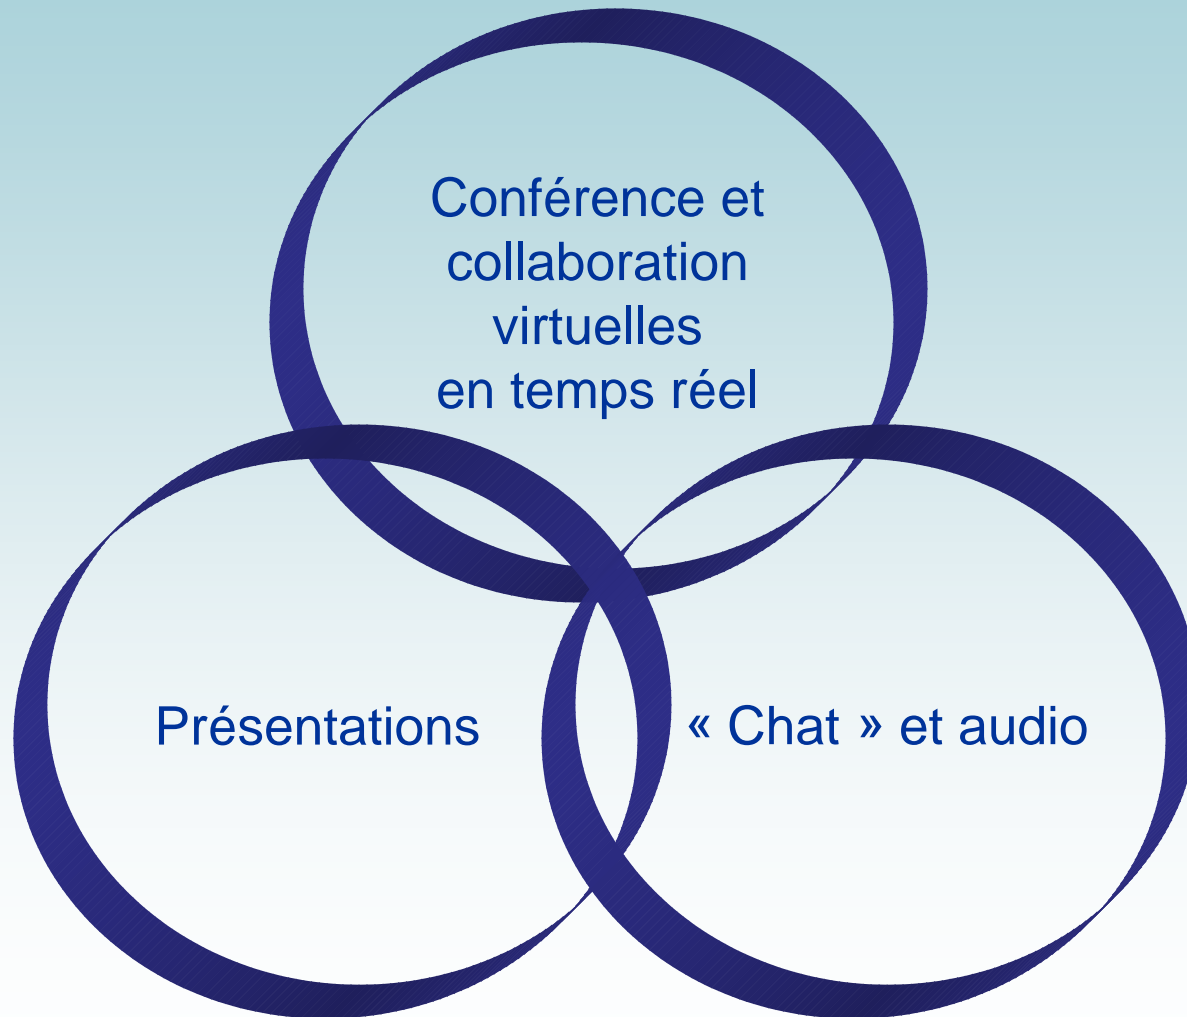 Conférence et
collaboration
virtuelles
en temps réel
Présentations
« Chat » et audio